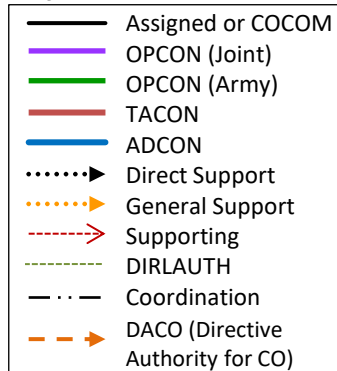 Assigned or COCOM
OPCON (Joint)
OPCON (Army)
TACON
ADCON
Direct Support
General Support
Supporting
DIRLAUTH
Coordination
DACO (Directive
Authority for CO)